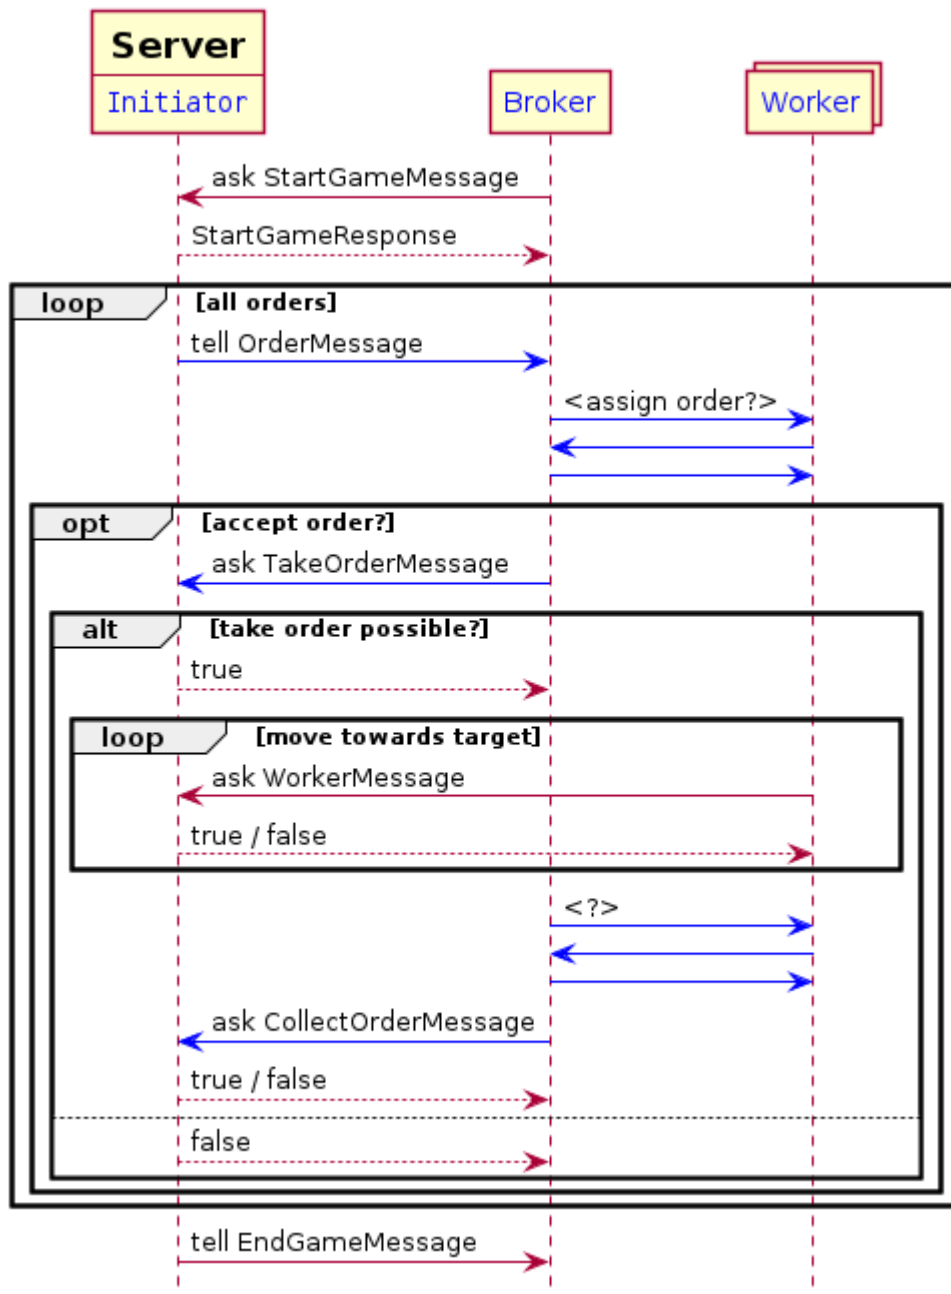 Server
Initiator
Broker
Worker
ask StartGameMessage
StartGameResponse
loop
[all orders]
tell OrderMessage
<assign order?>
opt
[accept order?]
ask TakeOrderMessage
alt
[take order possible?]
true
loop
[move towards target]
ask WorkerMessage
true / false
<?>
ask CollectOrderMessage
true / false
false
tell EndGameMessage